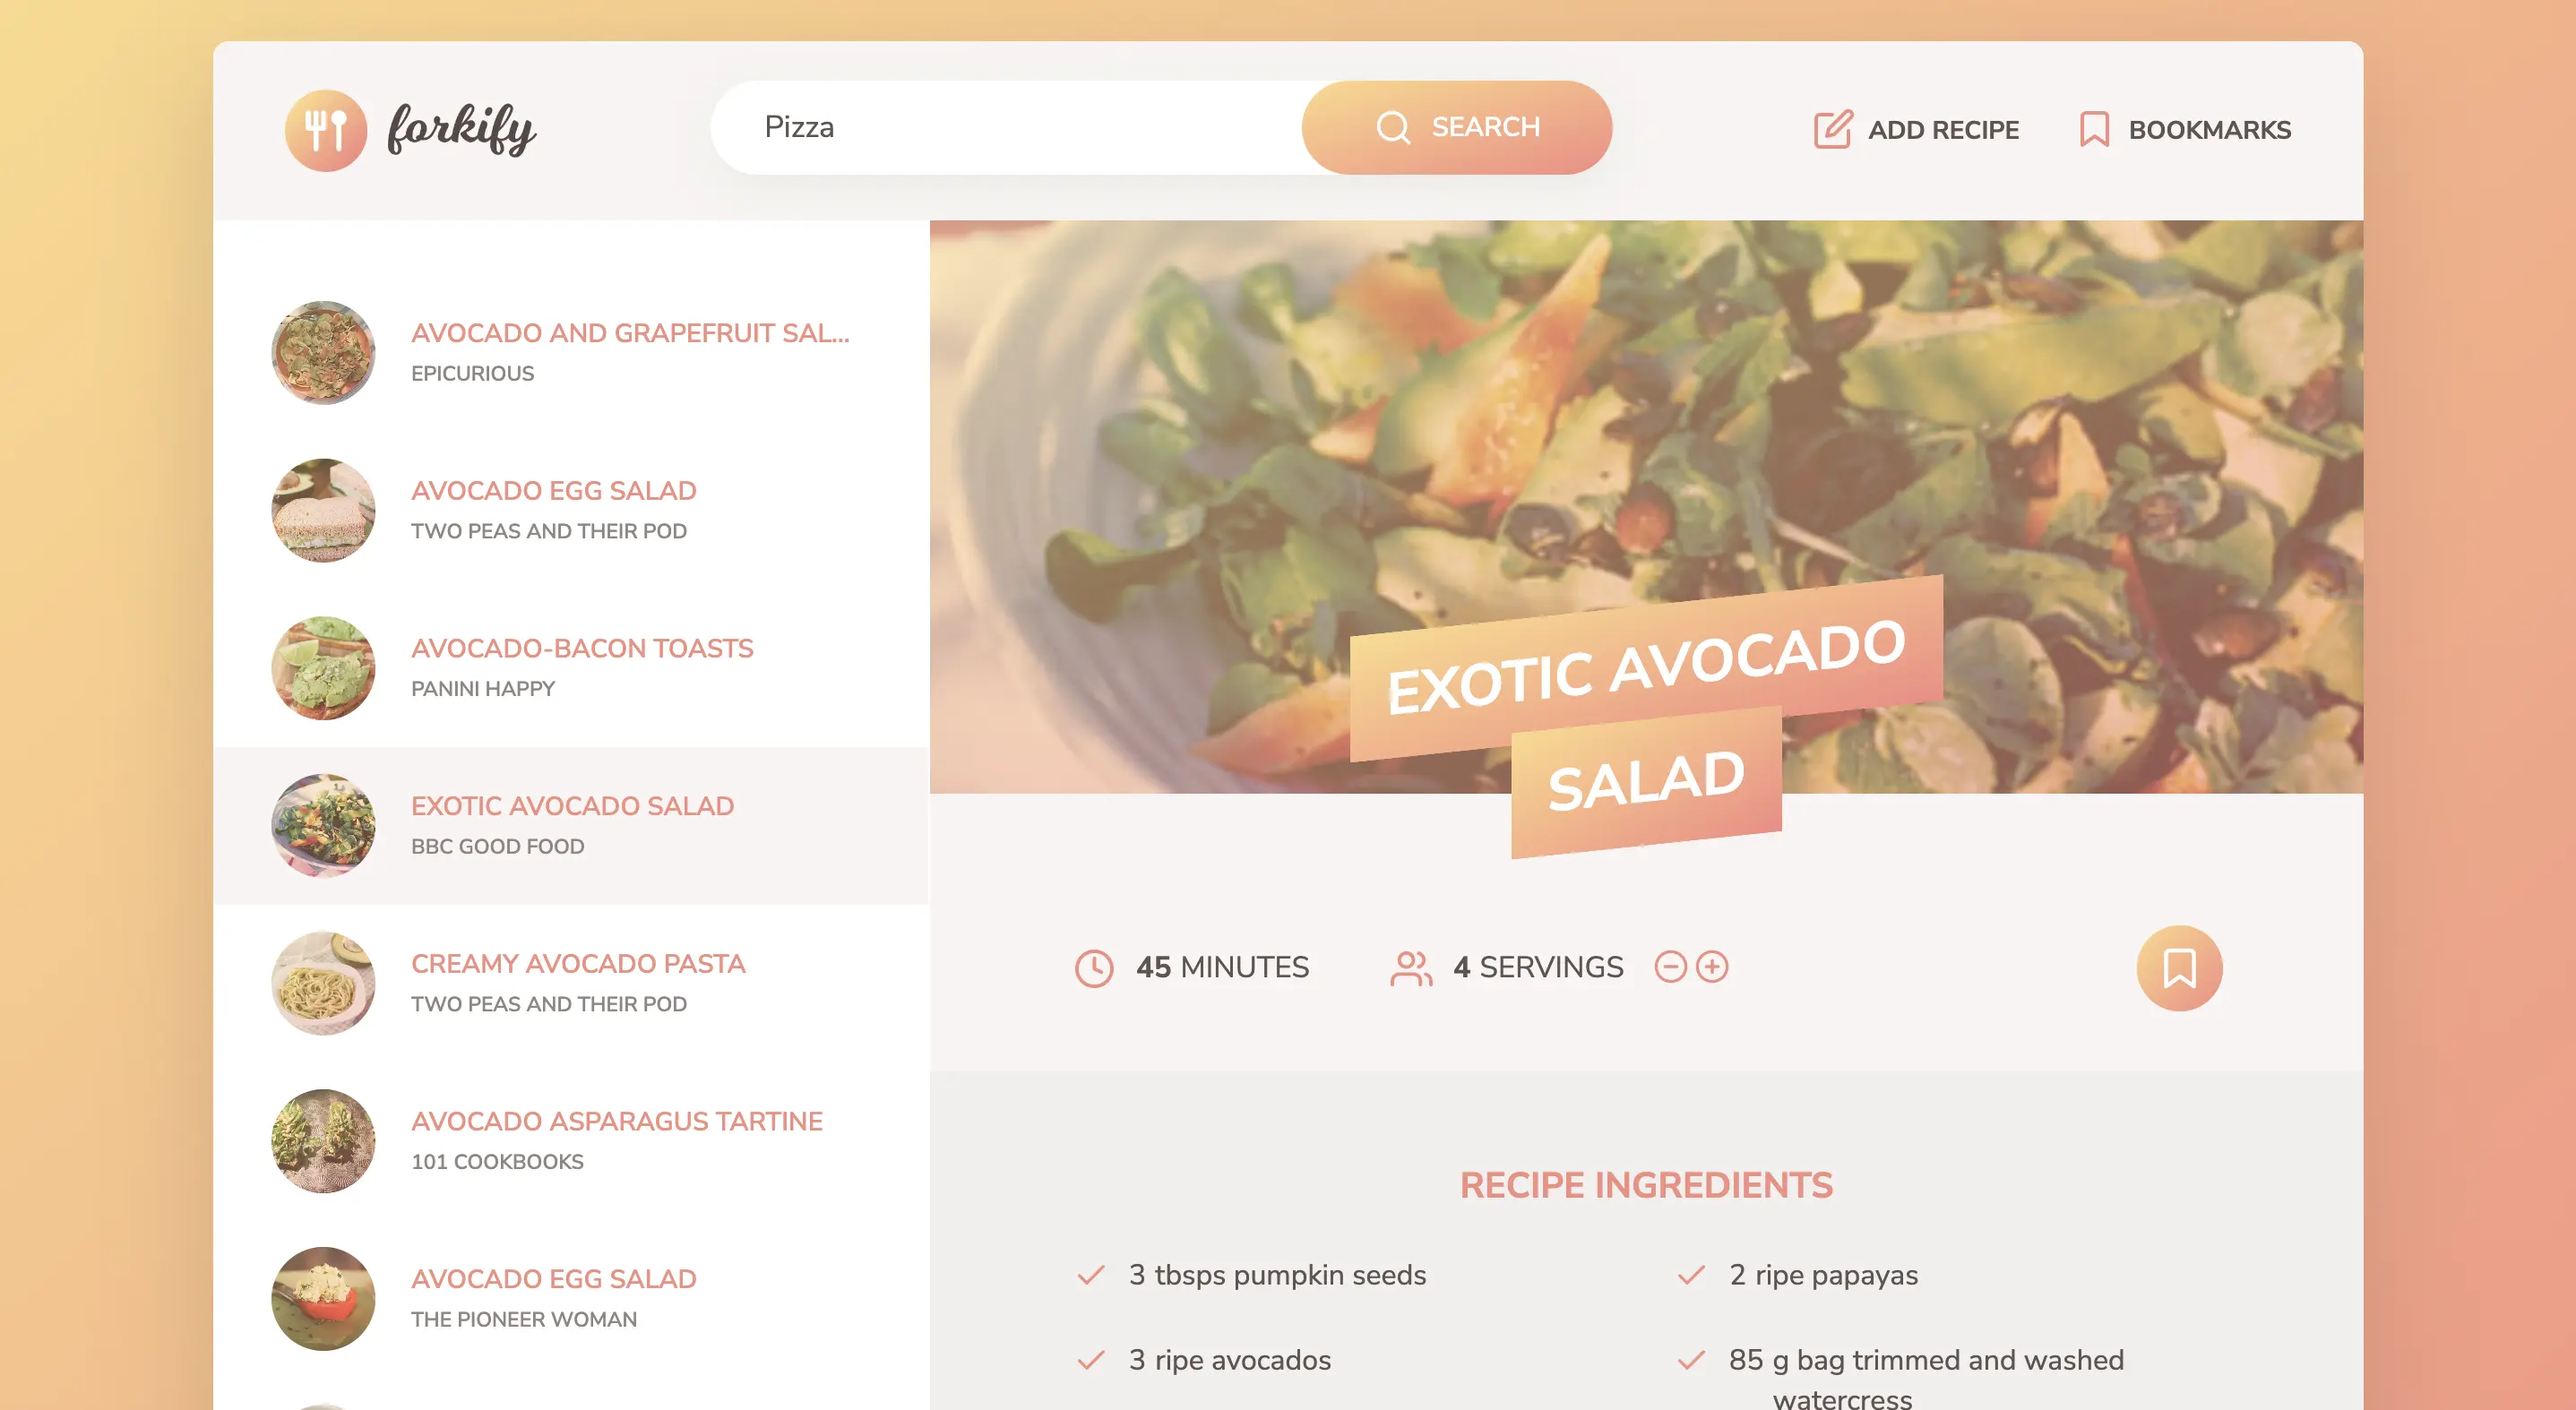 forkify
Pizza
SEARCH
ADD RECIPE
BOOKMARKS
AVOCADO AND GRAPEFRUIT SAL...
EPICURIOUS
AVOCADO EGG SALAD
TWO PEAS AND THEIR POD
AVOCADO-BACON TOASTS
PANINI HAPPY
EXOTIC AVOCADO SALAD
BBC GOOD FOOD
CREAMY AVOCADO PASTA
TWO PEAS AND THEIR POD
AVOCADO ASPARAGUS TARTINE
101 COOKBOOKS
AVOCADO EGG SALAD
THE PIONEER WOMAN
EXOTIC AVOCADO
SALAD
45 MINUTES
4 SERVINGS
RECIPE INGREDIENTS
3 tbsps pumpkin seeds
2 ripe papayas
3 ripe avocados
85 g bag trimmed and washed
watercress